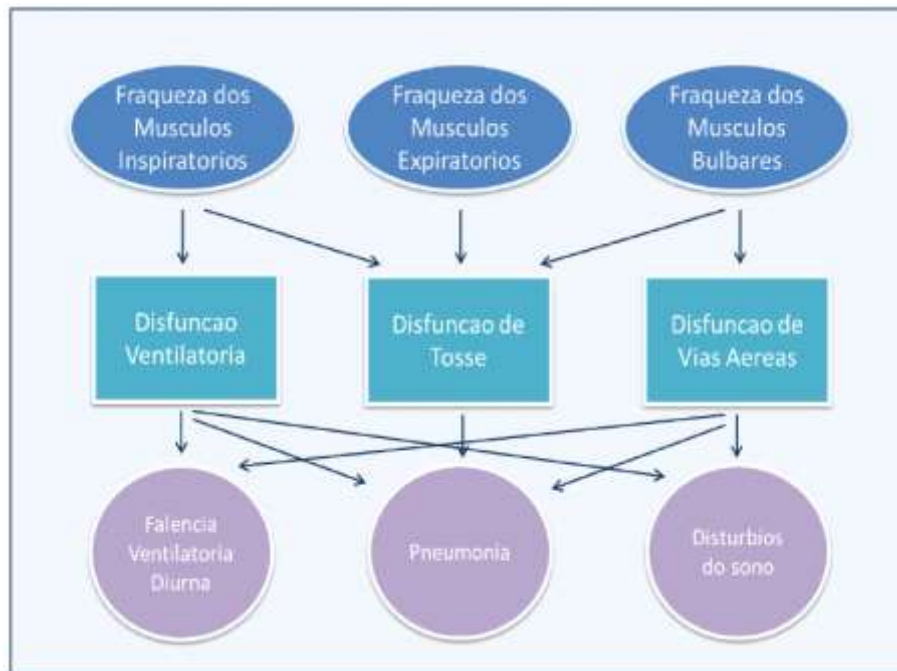 Fraqueza dos
Musculos
Inspiratorios
Fraqueza dos
Musculos
Expiratorios
Fraqueza dos
Musculos
Bulbares
Disfuncao
Ventilatoria
Disfuncao de
Tosse
Disfuncao de
Vias Aereas
Falencia
Ventilatoria
Diurna
Pneumonia
Disturbios
do sono